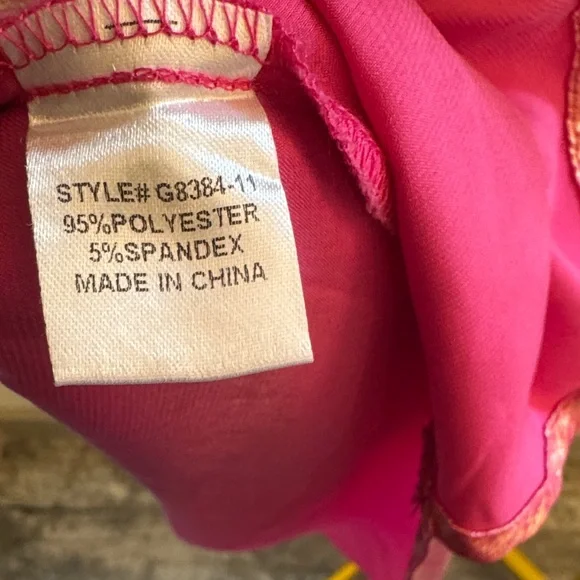 STYLE# G8384-11
95%POLYESTER
5%SPANDEX
MADE IN CHINA